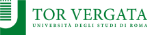 TOR VERGATA
UNIVERSITÀ DEGLI STUDI DI ROMA